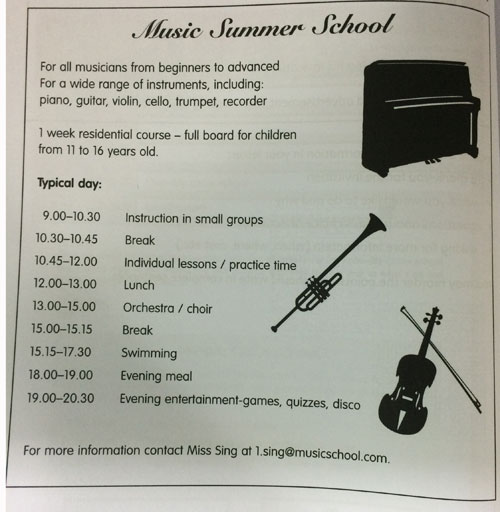 Music Summer School
For all musicians from beginners to advanced
For a wide range of instruments, including:
piano, guitar, violin, cello, trumpet, recorder
1 week residential course – full board for children
from 11 to 16 years old.
Typical day:
9.00–10.30 Instruction in small groups
10.30–10.45 Break
10.45–12.00 Individual lessons / practice time
12.00–13.00 Lunch
13.00–15.00 Orchestra / choir
15.00–15.15 Break
15.15–17.30 Swimming
18.00–19.00 Evening meal
19.00–20.30 Evening entertainment-games, quizzes, disco
For more information contact Miss Sing at 1.sing@musicschool.com.